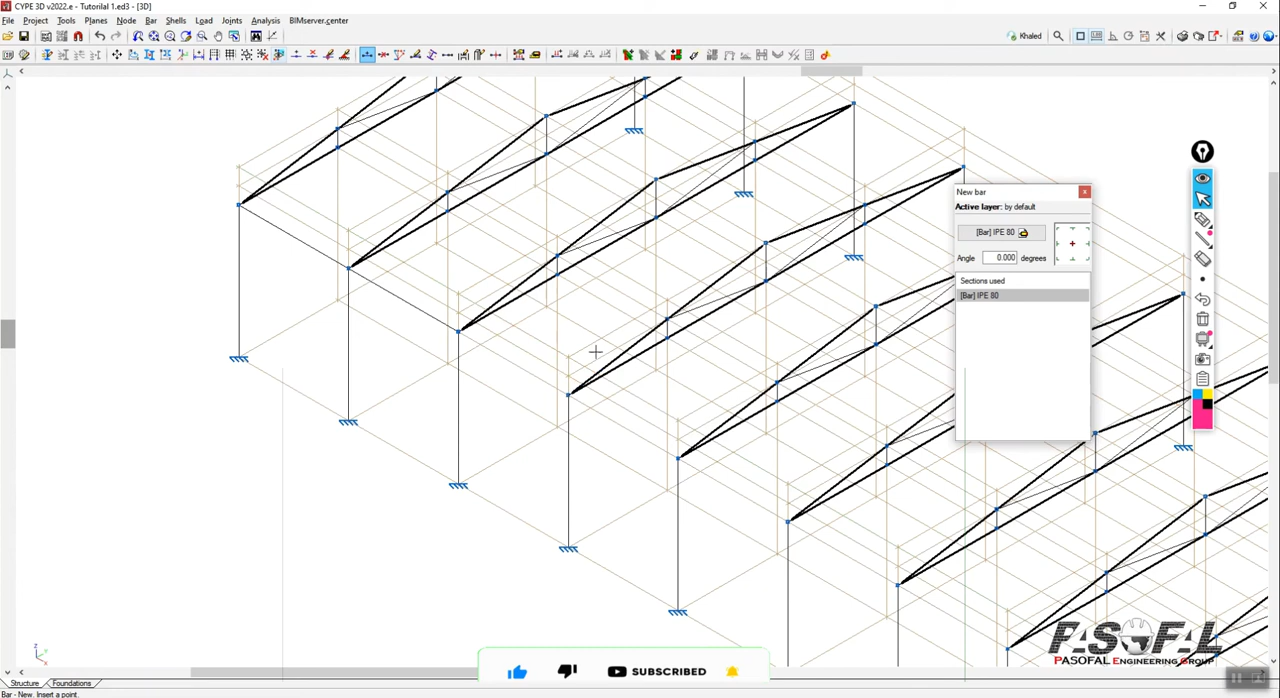 CYPE 3D v2022.e - Tutorilal 1.ed3 - [3D]
File Project Tutors Planes Node Bar Shells Load Joints Analysis BIMserver.center
Khaled
New bar
Active layer: by default
[Bar] IPE 80
Angle 0.000 degrees
Sections used
[Bar] IPE 80
SUBSCRIBED
PASOFAL
PASOFAL ENGINEERING GROUP
Structure Foundations
Bar - New. Insert a point.